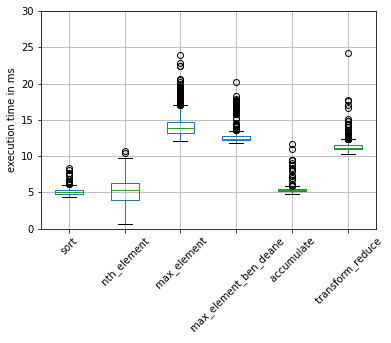 execution time in ms
30
25
20
15
10
5
0
sort
nth_element
max_element
max_element_ben_deane
accumulate
transform_reduce